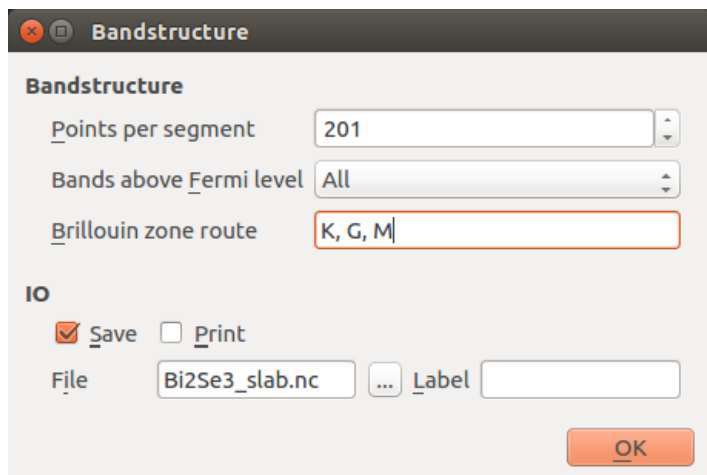 Bandstructure
Bandstructure
Points per segment 201
Bands above Fermi level All
Brillouin zone route K, G, M
IO
Save Print
File Bi2Se3_slab.nc ... Label
OK